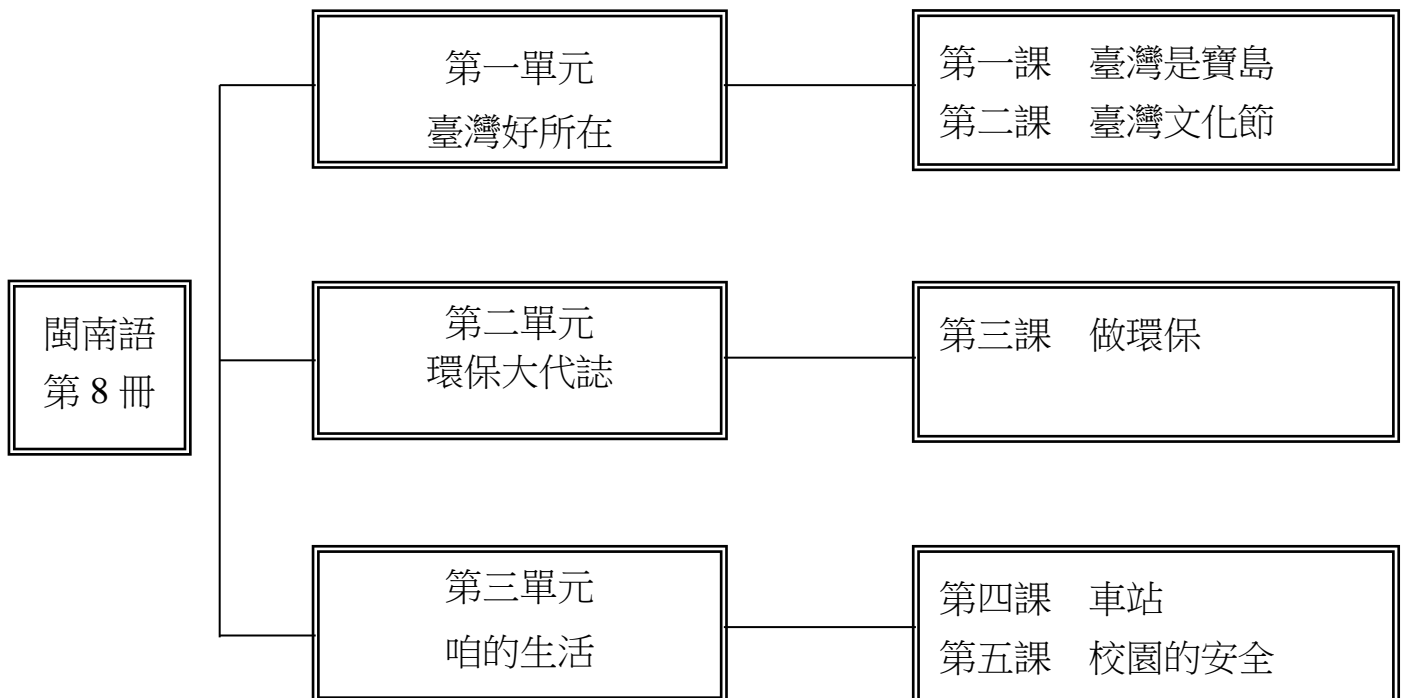 閩南語
第 8 冊
第一單元
臺灣好所在
第一課 臺灣是寶島
第二課 臺灣文化節
第二單元
環保大代誌
第三課 做環保
第三單元
咱的生活
第四課 車站
第五課 校園的安全